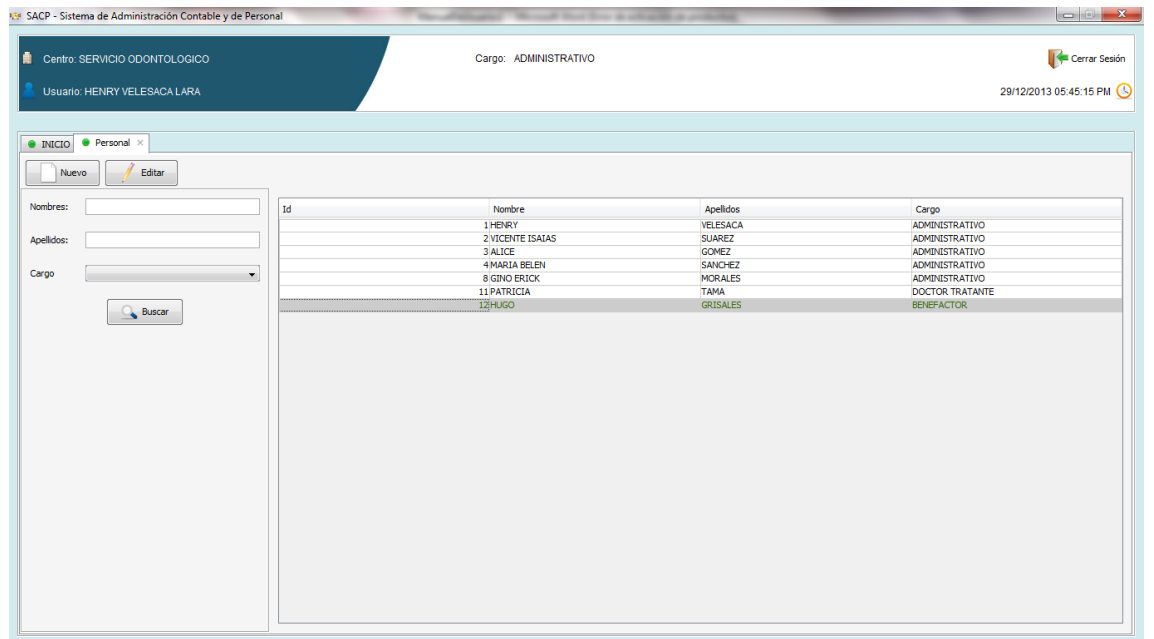 SACP - Sistema de Administración Contable y de Personal
Centro: SERVICIO ODONTOLOGICO
Cargo: ADMINISTRATIVO
Cerrar Sesión
Usuario: HENRY VELESACA LARA
29/12/2013 05:45:15 PM
INICIO Personal
Nuevo Editar
Nombres:
Apellidos:
Cargo
Buscar
Id Nombre Apellidos Cargo
1 HENRY VELESACA ADMINISTRATIVO
2 VICENTE ISAIAS SUAREZ ADMINISTRATIVO
3 ALICE GOMEZ ADMINISTRATIVO
4 MARIA BELEN SANCHEZ ADMINISTRATIVO
8 GINO ERICK MORALES ADMINISTRATIVO
11 PATRICIA TAMA DOCTOR TRATANTE
12 HUGO GRISALES BENEFACTOR